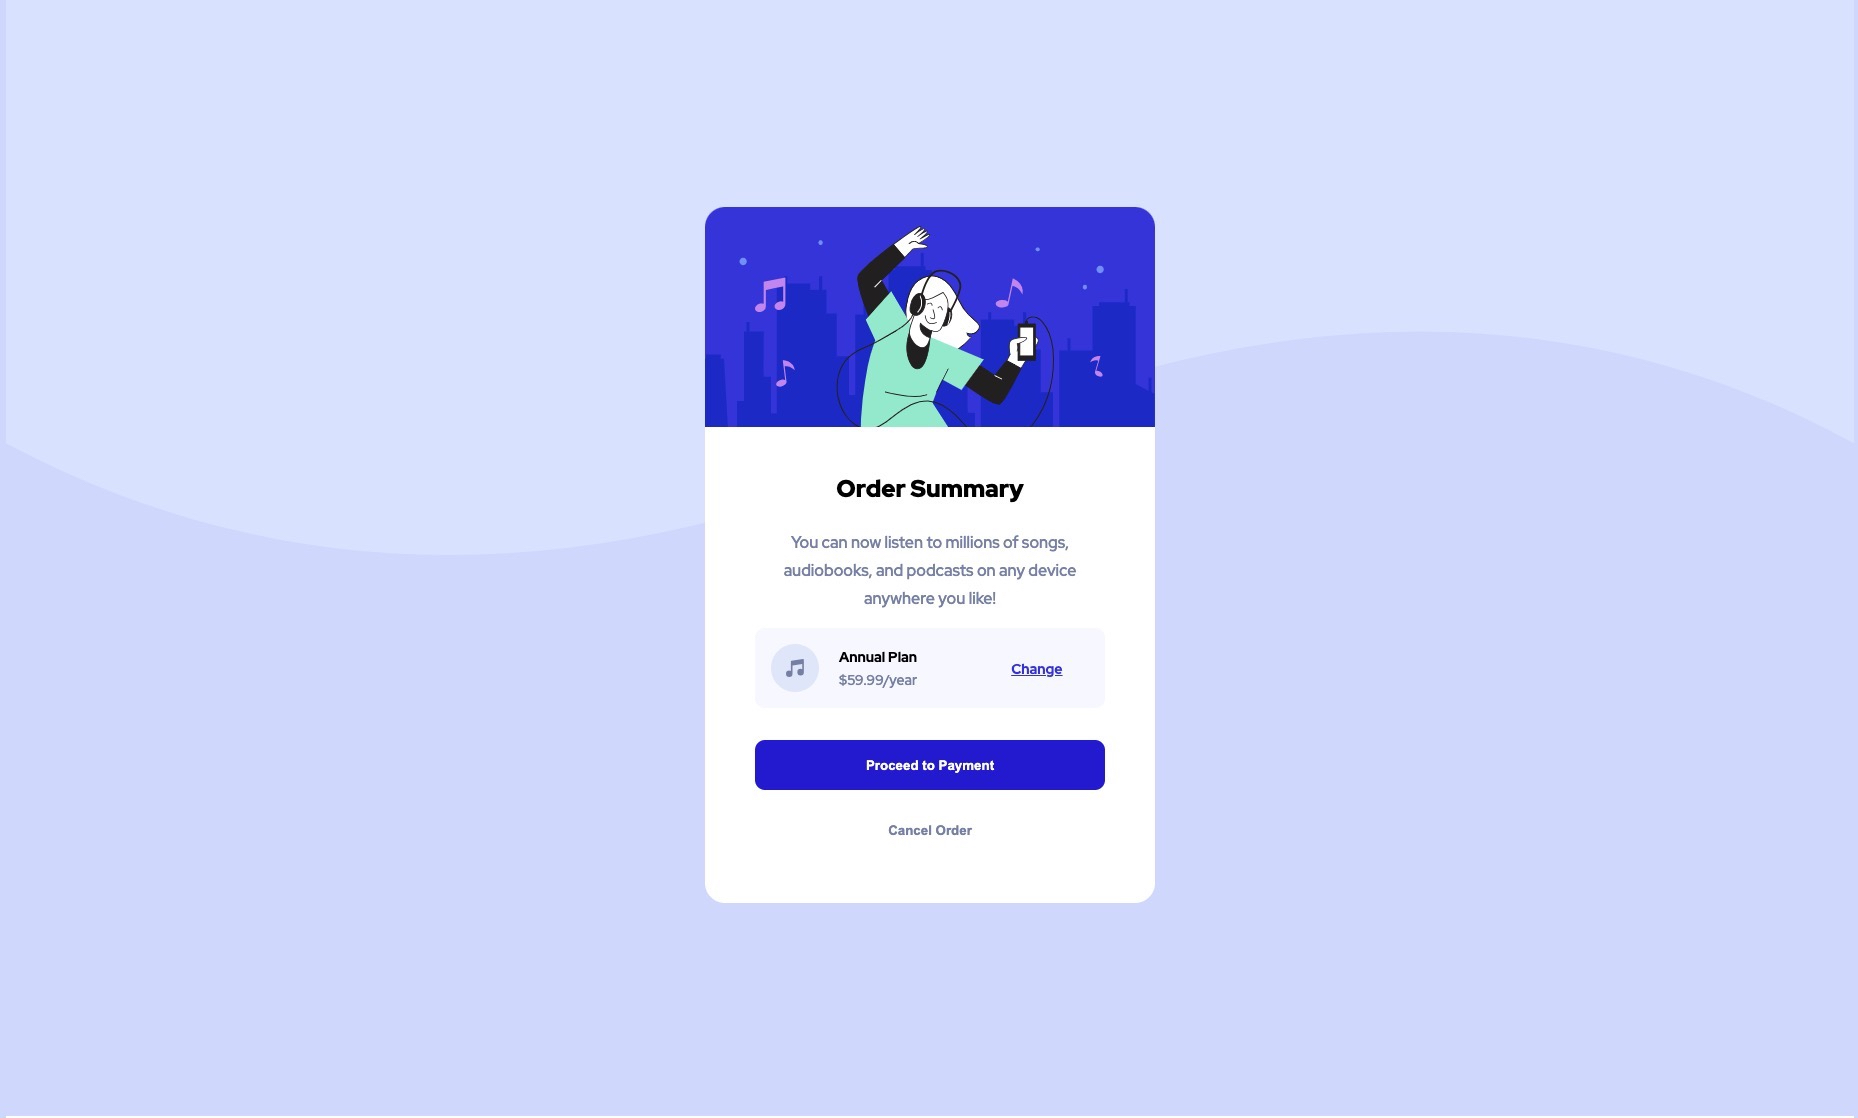 Order Summary
You can now listen to millions of songs,
audiobooks, and podcasts on any device
anywhere you like!
Annual Plan
$59.99/year
Change
Proceed to Payment
Cancel Order